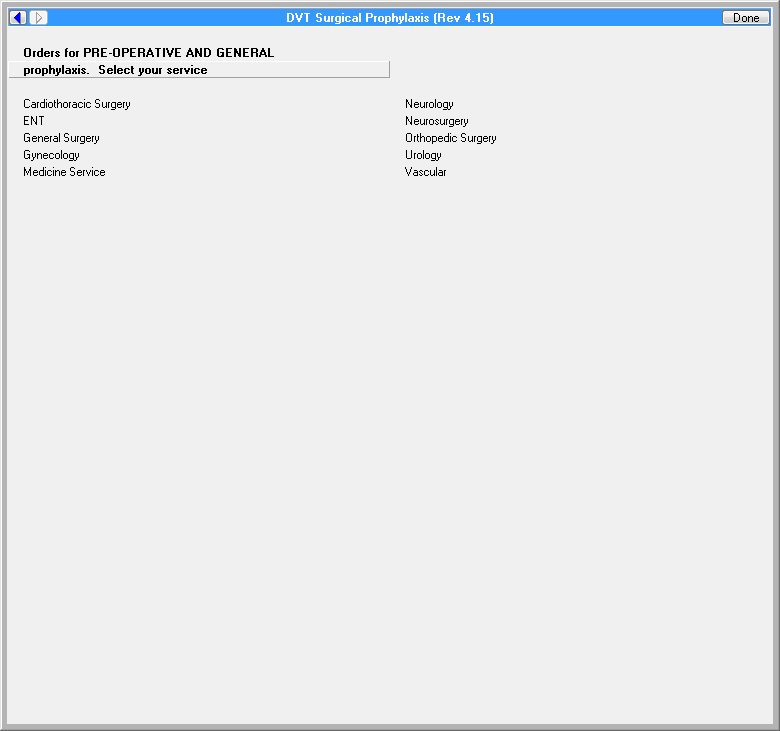 DVT Surgical Prophylaxis (Rev 4.15)
Done
Orders for PRE-OPERATIVE AND GENERAL
prophylaxis.  Select your service
Cardiothoracic Surgery
ENT
General Surgery
Gynecology
Medicine Service
Neurology
Neurosurgery
Orthopedic Surgery
Urology
Vascular